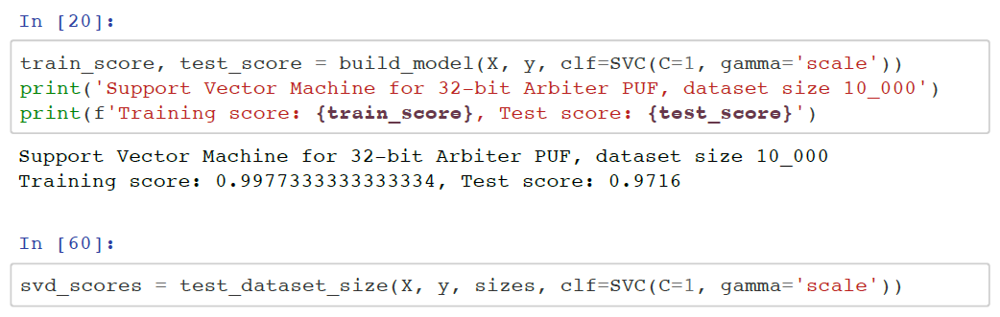 In [20]:
train_score, test_score = build_model(X, y, clf=SVC(C=1, gamma='scale'))
print('Support Vector Machine for 32-bit Arbiter PUF, dataset size 10_000')
print(f'Training score: {train_score}, Test score: {test_score}')
Support Vector Machine for 32-bit Arbiter PUF, dataset size 10_000
Training score: 0.9977333333333334, Test score: 0.9716
In [60]:
svd_scores = test_dataset_size(X, y, sizes, clf=SVC(C=1, gamma='scale'))